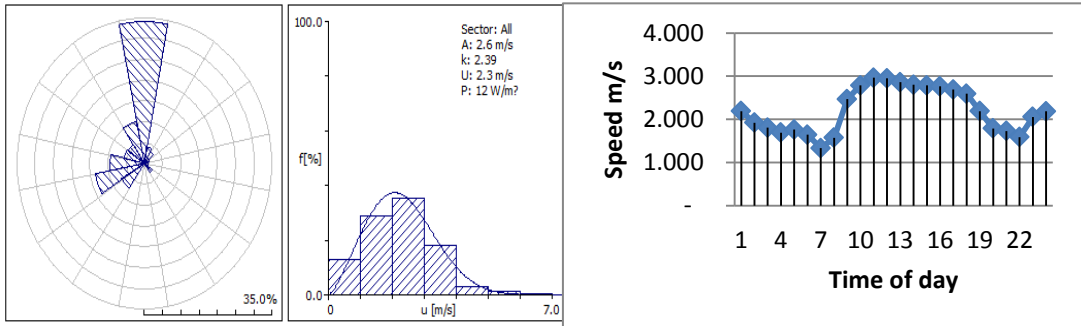 35.0%
100.0
Sector: All
A: 2.6 m/s
k: 2.39
U: 2.3 m/s
P: 12 W/m?
f[%]
0.0
0
u [m/s]
7.0
Speed m/s
4.000
3.000
2.000
1.000
-
1 4 7 10 13 16 19 22
Time of day